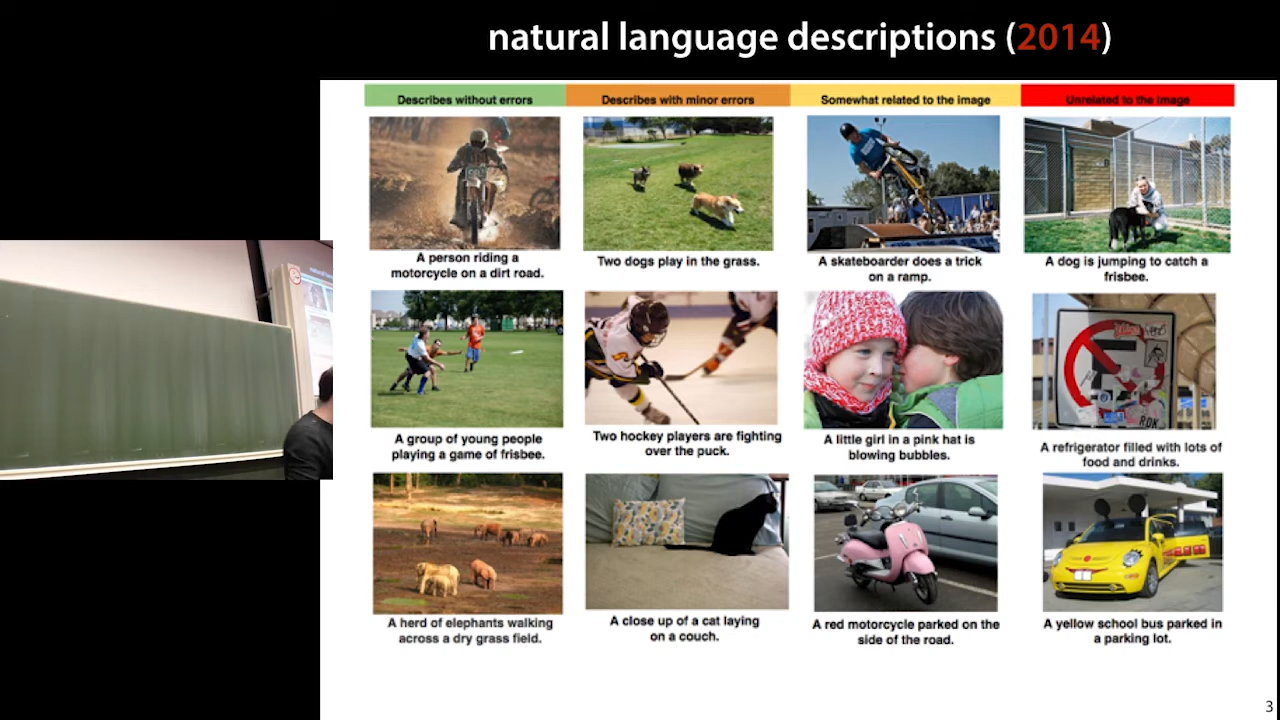 natural language descriptions (2014)
Describes without errors
Describes with minor errors
Somewhat related to the image
Unrelated to the image
A person riding a
motorcycle on a dirt road.
Two dogs play in the grass.
A skateboarder does a trick
on a ramp.
A dog is jumping to catch a
frisbee.
A group of young people
playing a game of frisbee.
Two hockey players are fighting
over the puck.
A little girl in a pink hat is
blowing bubbles.
A refrigerator filled with lots of
food and drinks.
A herd of elephants walking
across a dry grass field.
A close up of a cat laying
on a couch.
A red motorcycle parked on the
side of the road.
A yellow school bus parked in
a parking lot.
3